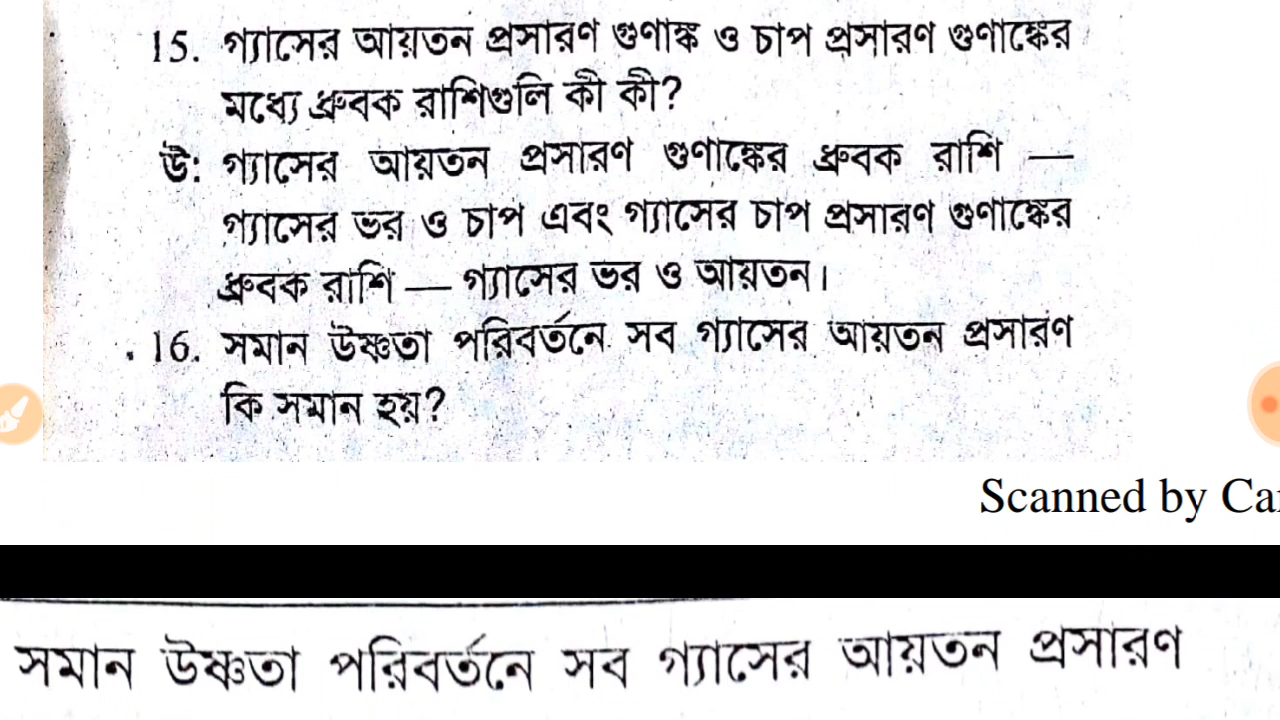 15. গ্যাসের আয়তন প্রসারণ গুণাঙ্ক ও চাপ প্রসারণ গুণাঙ্কের
মধ্যে ধ্রুবক রাশিগুলি কী কী?
উ: গ্যাসের আয়তন প্রসারণ গুণাঙ্কের ধ্রুবক রাশি —
গ্যাসের ভর ও চাপ এবং গ্যাসের চাপ প্রসারণ গুণাঙ্কের
ধ্রুবক রাশি — গ্যাসের ভর ও আয়তন।
16. সমান উষ্ণতা পরিবর্তনে সব গ্যাসের আয়তন প্রসারণ
কি সমান হয়?
Scanned by
সমান উষ্ণতা পরিবর্তনে সব গ্যাসের আয়তন প্রসারণ